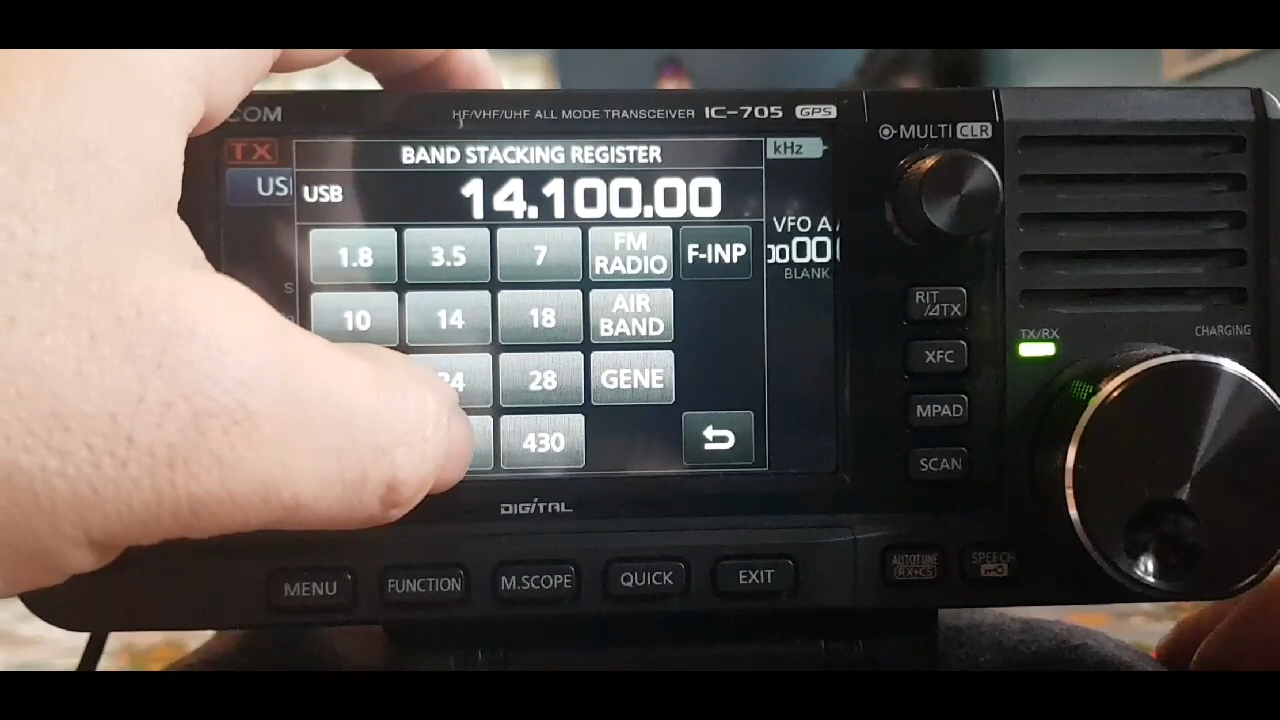 COM
HF/VHF/UHF ALL MODE TRANSCEIVER IC-705 GPS
MULTI CLR
TX
BAND STACKING REGISTER
kHz
US
USB
14.100.00
VFO A
BLANK
1.8 3.5 7 FM RADIO F-INP
S
10 14 18 AIR BAND
24 28 GENE
430
RIT/⊿TX
TX/RX
CHARGING
XFC
MPAD
SCAN
DIGITAL
AUTOTUNE
RX→CS
SPEECH
MENU FUNCTION M.SCOPE QUICK EXIT